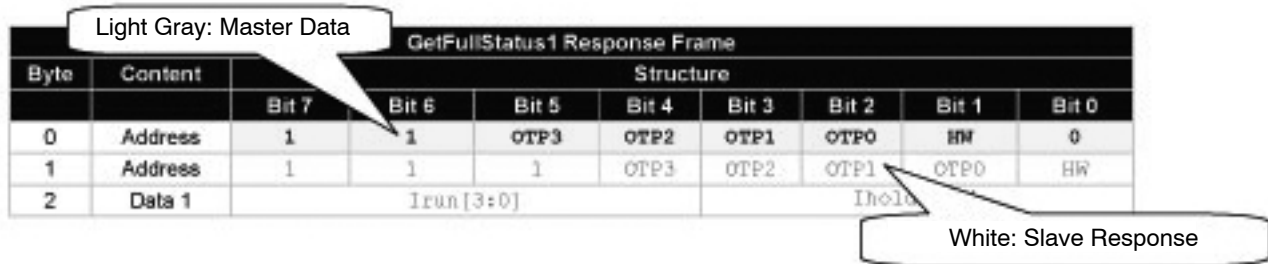 Light Gray: Master Data
GetFullStatus1 Response Frame
Byte Content Structure
Bit 7 Bit 6 Bit 5 Bit 4 Bit 3 Bit 2 Bit 1 Bit 0
0 Address 1 1 OTP3 OTP2 OTP1 OTP0 HW 0
1 Address 1 1 1 OTP3 OTP2 OTP1 OTP0 HW
2 Data 1 Irun[3:0]
White: Slave Response